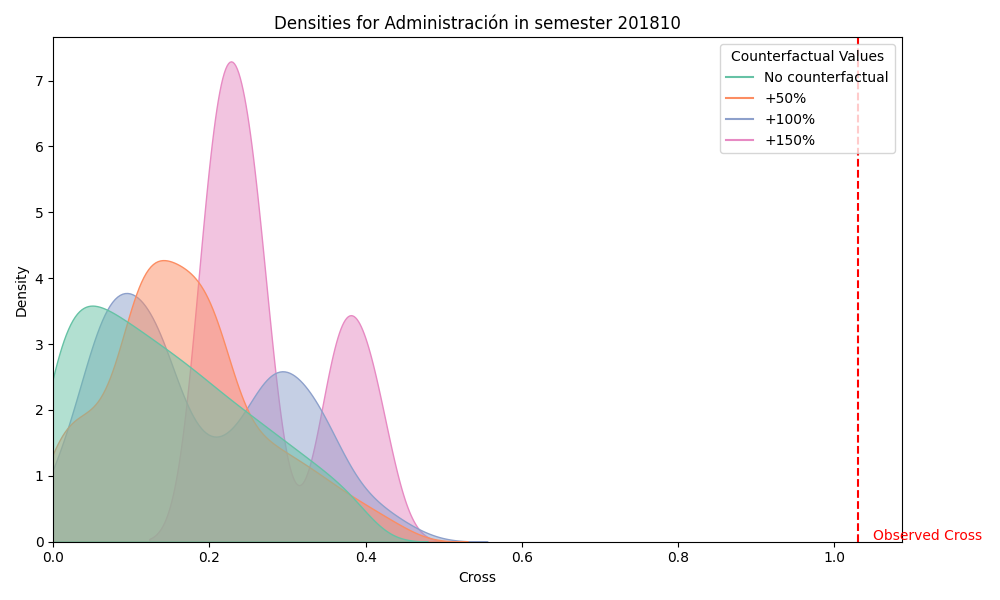 Densities for Administración in semester 201810
Counterfactual Values
No counterfactual
+50%
+100%
+150%
Density
7
6
5
4
3
2
1
0
0.0 0.2 0.4 0.6 0.8 1.0
Observed Cross
Cross